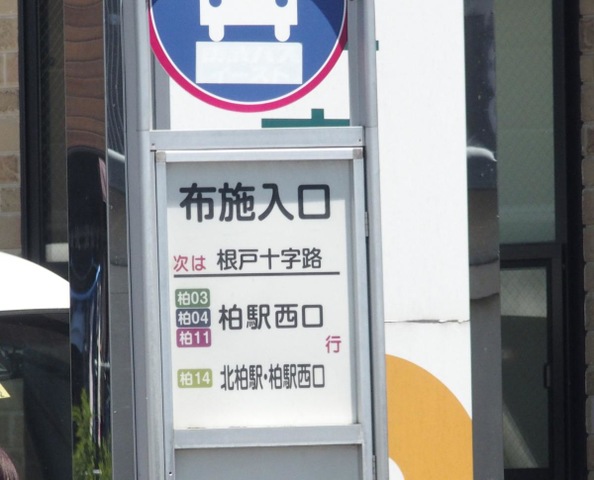 布施入口
次は 根戸十字路
柏03
柏04 柏駅西口
柏11
行
柏14 北柏駅・柏駅西口